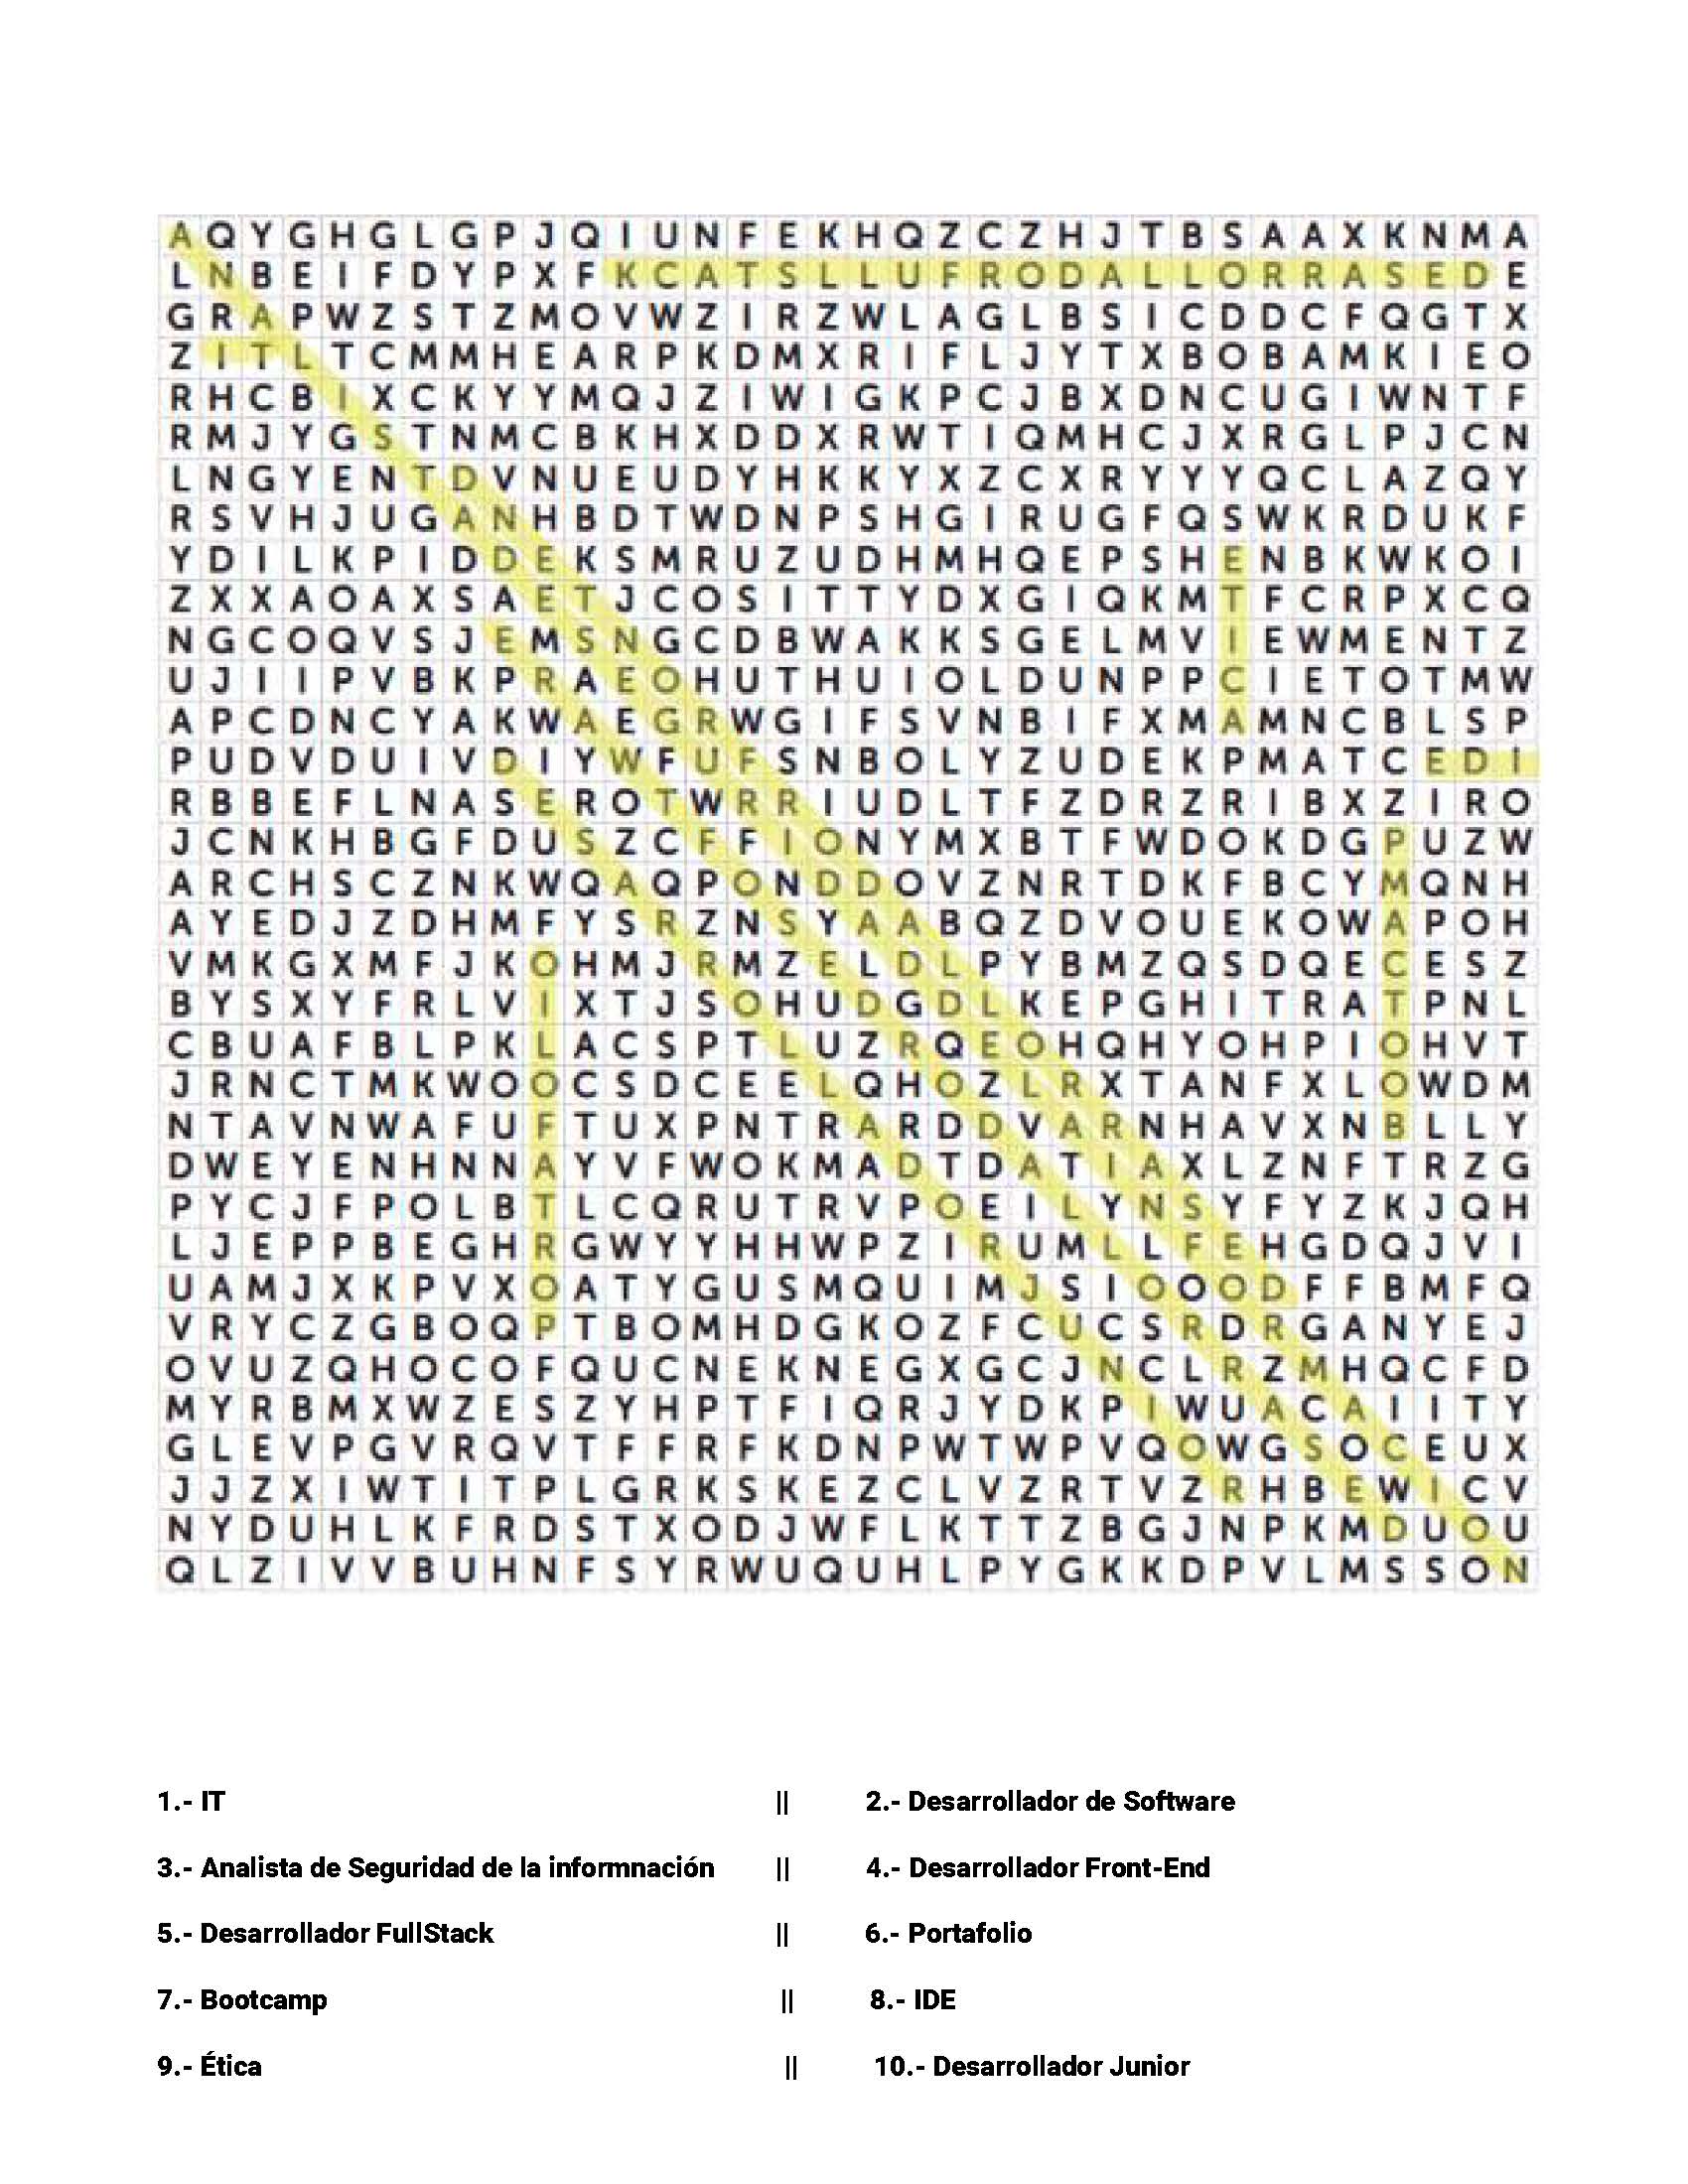 A Q Y G H G L G P J Q I U N F E K H Q Z C Z H J T B S A A X K N M A
L N B E I F D Y P X F K C A T S L L U F R O D A L L O R R A S E D E
G R A P W Z S T Z M O V W Z I R Z W L A G L B S I C D D C F Q G T X
Z I T L T C M M H E A R P K D M X R I F L J Y T X B O B A M K I E O
R H C B I X C K Y Y M Q J Z I W I G K P C J B X D N C U G I W N T F
R M J Y G S T N M C B K H X D D X R W T I Q M H C J X R G L P J C N
L N G Y E N T D V N U E U D Y H K K Y X Z C X R Y Y Y Q C L A Z Q Y
R S V H J U G A N H B D T W D N P S H G I R U G F Q S W K R D U K F
Y D I L K P I D D E K S M R U Z U D H M H Q E P S H E N B K W K O I
Z X X A O A X S A E T J C O S I T T Y D X G I Q K M T F C R P X C Q
N G C O Q V S J E M S N G C D B W A K K S G E L M V I E W M E N T Z
U J I I P V B K P R A E O H U T H U I O L D U N P P C I E T O T M W
A P C D N C Y A K W A E G R W G I F S V N B I F X M A M N C B L S P
P U D V D U I V D I Y W F U F S N B O L Y Z U D E K P M A T C E D I
R B B E F L N A S E R O T W R R I U D L T F Z D R Z R I B X Z I R O
J C N K H B G F D U S Z C F F I O N Y M X B T F W D O K D G P U Z W
A R C H S C Z N K W Q A Q P O N D D O V Z N R T D K F B C Y M Q N H
A Y E D J Z D H M F Y S R Z N S Y A A B Q Z D V O U E K O W A P O H
V M K G X M F J K O H M J R M Z E L D L P Y B M Z Q S D Q E C E S Z
B Y S X Y F R L V I X T J S O H U D G D L K E P G H I T R A T P N L
C B U A F B L P K L A C S P T L U Z R Q E O H Q H Y O H P I O H V T
J R N C T M K W O O C S D C E E L Q H O Z L R X T A N F X L O W D M
N T A V N W A F U F T U X P N T R A R D D V A R N H A V X N B L L Y
D W E Y E N H N N A Y V F W O K M A D T D A T I A X L Z N F T R Z G
P Y C J F P O L B T L C Q R U T R V P O E I L Y N S Y F Y Z K J Q H
L J E P P B E G H R G W Y Y H H W P Z I R U M L L F E H G D Q J V I
U A M J X K P V X O A T Y G U S M Q U I M J S I O O O D F F B M F Q
V R Y C Z G B O Q P T B O M H D G K O Z F C U C S R D R G A N Y E J
O V U Z Q H O C O F Q U C N E K N E G X G C J N C L R Z M H Q C F D
M Y R B M X W Z E S Z Y H P T F I Q R J Y D K P I W U A C A I I T Y
G L E V P G V R Q V T F F R F K D N P W T W P V Q O W G S O C E U X
J J Z X I W T I T P L G R K S K E Z C L V Z R T V Z R H B E W I C V
N Y D U H L K F R D S T X O D J W F L K T T Z B G J N P K M D U O U
Q L Z I V V B U H N F S Y R W U Q U H L P Y G K K D P V L M S S O N
1.- IT || 2.- Desarrollador de Software
3.- Analista de Seguridad de la informnación || 4.- Desarrollador Front-End
5.- Desarrollador FullStack || 6.- Portafolio
7.- Bootcamp || 8.- IDE
9.- Ética || 10.- Desarrollador Junior